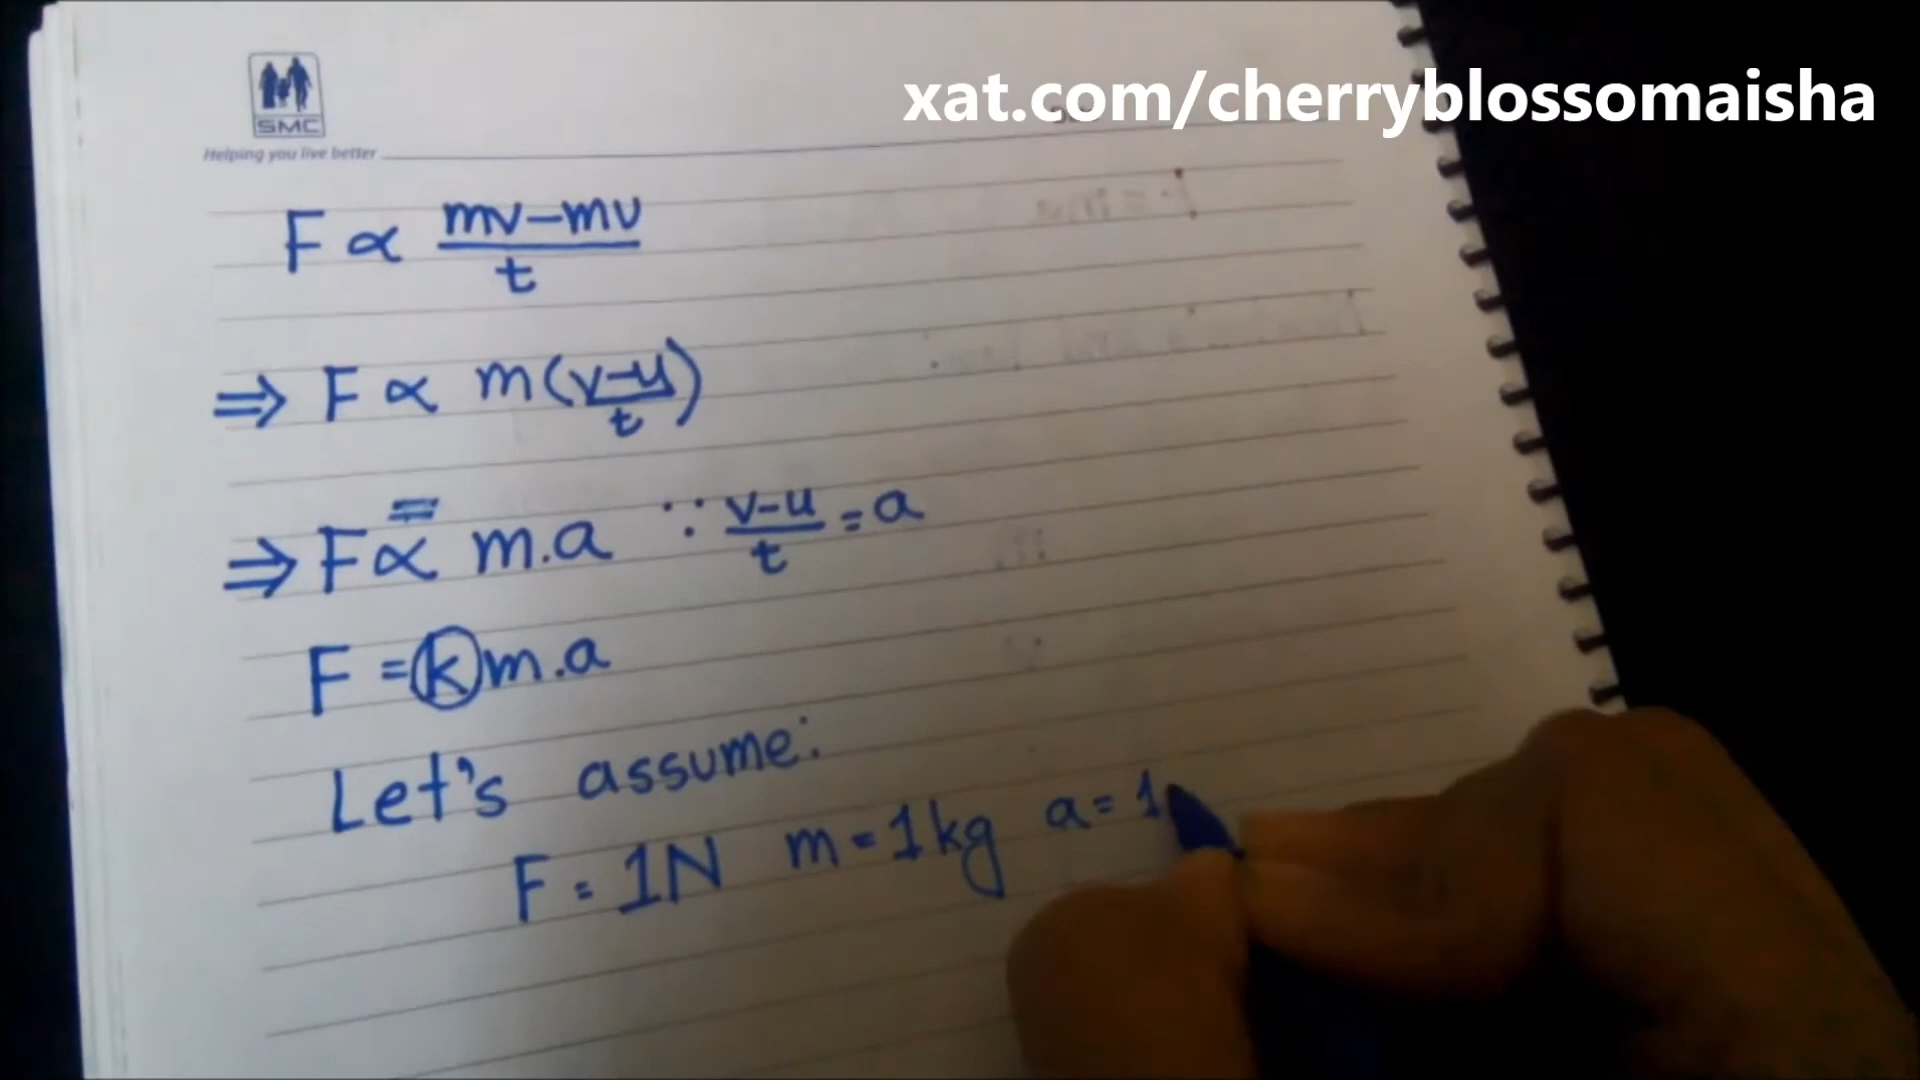 xat.com/cherryblossomaisha
SMC
Helping you live better
F ∝ mv-mu/t
⇒ F ∝ m(v-u/t)
=
⇒ F ∝ m.a ∵ v-u/t = a
F = k m.a
Let's assume:
F = 1N m = 1kg a = 1